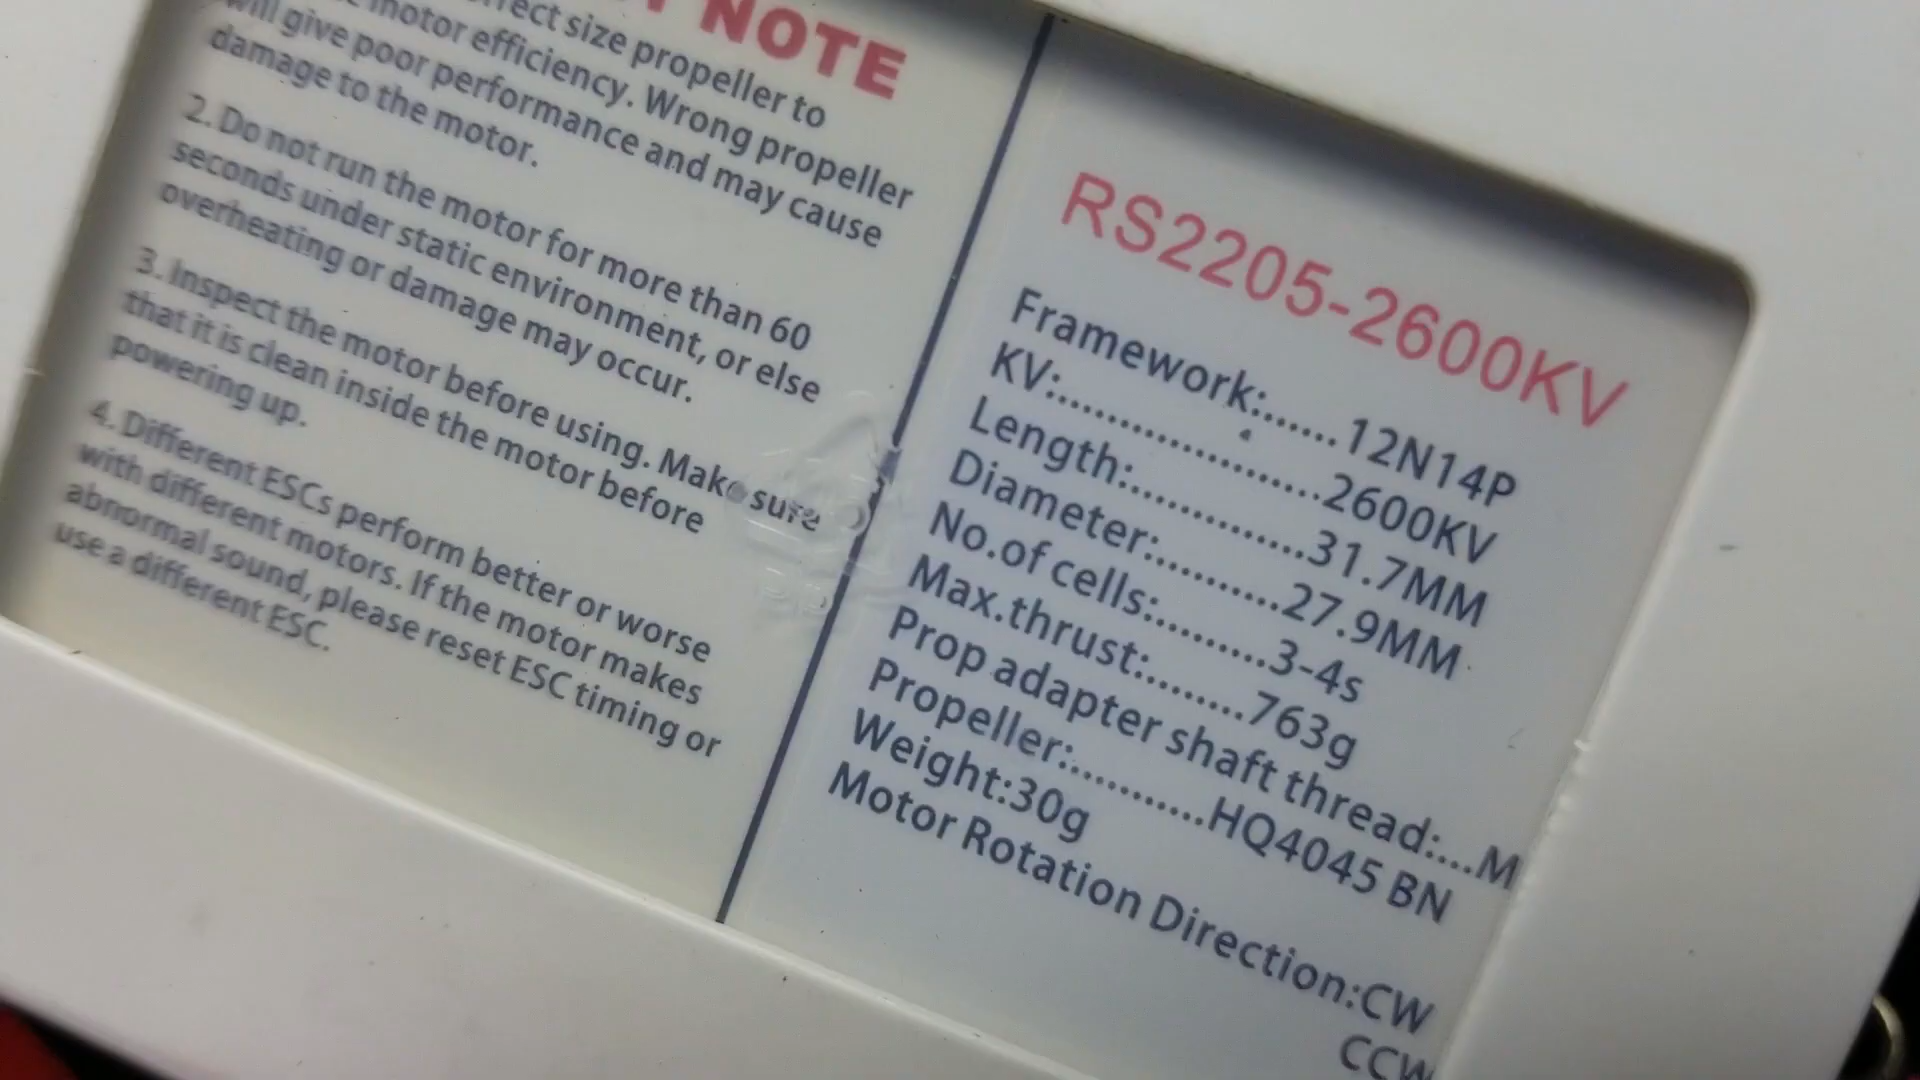 NOTE
size propeller to
motor efficiency. Wrong propeller
will give poor performance and may cause
damage to the motor.
2. Do not run the motor for more than 60
seconds under static environment, or else
overheating or damage may occur.
3. Inspect the motor before using. Make sure
that it is clean inside the motor before
powering up.
4. Different ESCs perform better or worse
with different motors. If the motor makes
abnormal sound, please reset ESC timing or
use a different ESC.
RS2205-2600KV
Framework:......12N14P
KV:.......................2600KV
Length:...............31.7MM
Diameter:...........27.9MM
No.of cells:..........3-4s
Max.thrust:........763g
Prop adapter shaft thread:...M
Propeller:............HQ4045 BN
Weight:30g
Motor Rotation Direction:CW
CCW